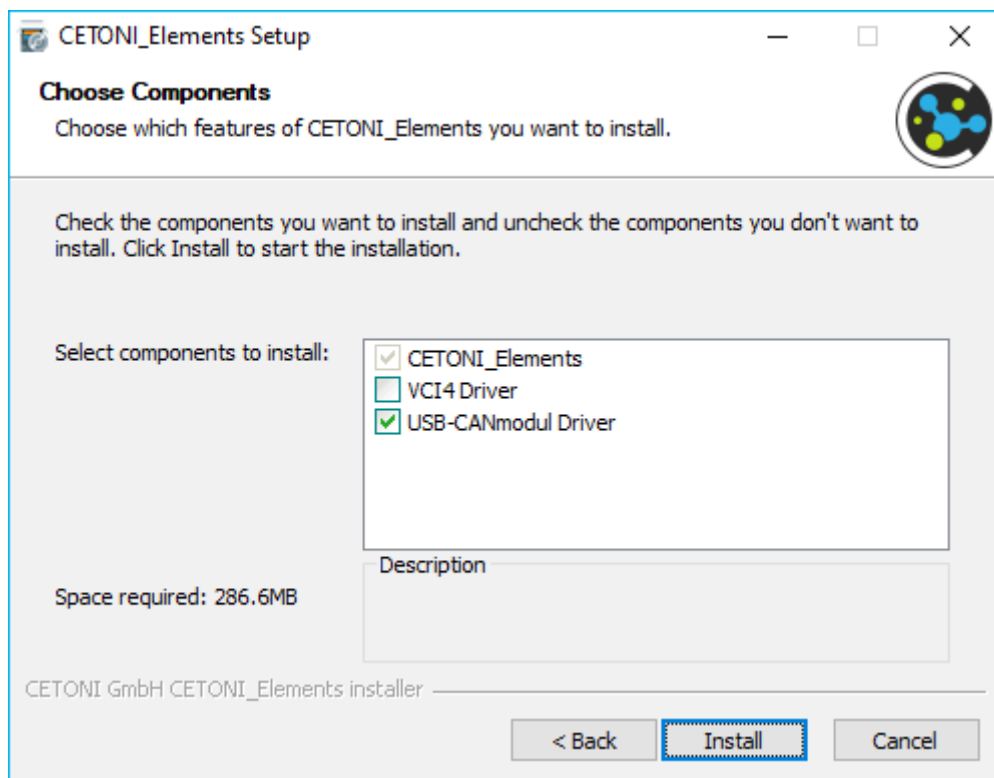 CETONI_Elements Setup
Choose Components
Choose which features of CETONI_Elements you want to install.
Check the components you want to install and uncheck the components you don't want to
install. Click Install to start the installation.
Select components to install:
CETONI_Elements
VCI4 Driver
USB-CANmodul Driver
Description
Space required: 286.6MB
CETONI GmbH CETONI_Elements installer
< Back
Install
Cancel